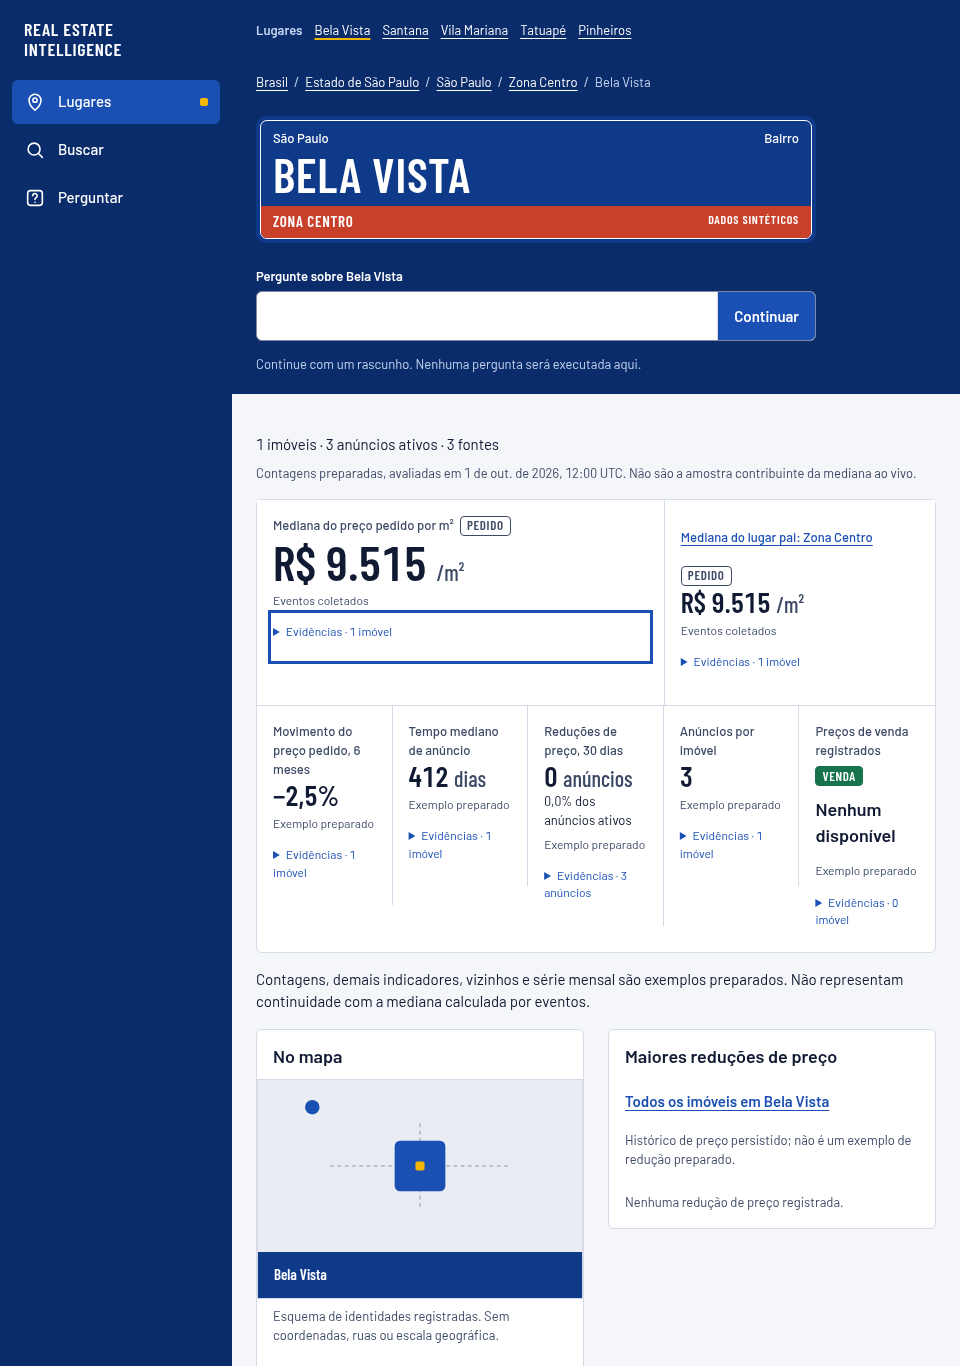 REAL ESTATE
INTELLIGENCE
Lugares
Buscar
Perguntar
Lugares Bela Vista Santana Vila Mariana Tatuapé Pinheiros
Brasil / Estado de São Paulo / São Paulo / Zona Centro / Bela Vista
São Paulo Bairro
BELA VISTA
ZONA CENTRO DADOS SINTÉTICOS
Pergunte sobre Bela Vista
Continuar
Continue com um rascunho. Nenhuma pergunta será executada aqui.
1 imóveis · 3 anúncios ativos · 3 fontes
Contagens preparadas, avaliadas em 1 de out. de 2026, 12:00 UTC. Não são a amostra contribuinte da mediana ao vivo.
Mediana do preço pedido por m² PEDIDO
R$ 9.515 /m²
Eventos coletados
Evidências · 1 imóvel
Mediana do lugar pai: Zona Centro
PEDIDO
R$ 9.515 /m²
Eventos coletados
Evidências · 1 imóvel
Movimento do
preço pedido, 6
meses
−2,5%
Exemplo preparado
Evidências · 1
imóvel
Tempo mediano
de anúncio
412 dias
Exemplo preparado
Evidências · 1
imóvel
Reduções de
preço, 30 dias
0 anúncios
0,0% dos
anúncios ativos
Exemplo preparado
Evidências · 3
anúncios
Anúncios por
imóvel
3
Exemplo preparado
Evidências · 1
imóvel
Preços de venda
registrados
VENDA
Nenhum
disponível
Exemplo preparado
Evidências · 0
imóvel
Contagens, demais indicadores, vizinhos e série mensal são exemplos preparados. Não representam
continuidade com a mediana calculada por eventos.
No mapa
Bela Vista
Esquema de identidades registradas. Sem
coordenadas, ruas ou escala geográfica.
Maiores reduções de preço
Todos os imóveis em Bela Vista
Histórico de preço persistido; não é um exemplo de
redução preparado.
Nenhuma redução de preço registrada.